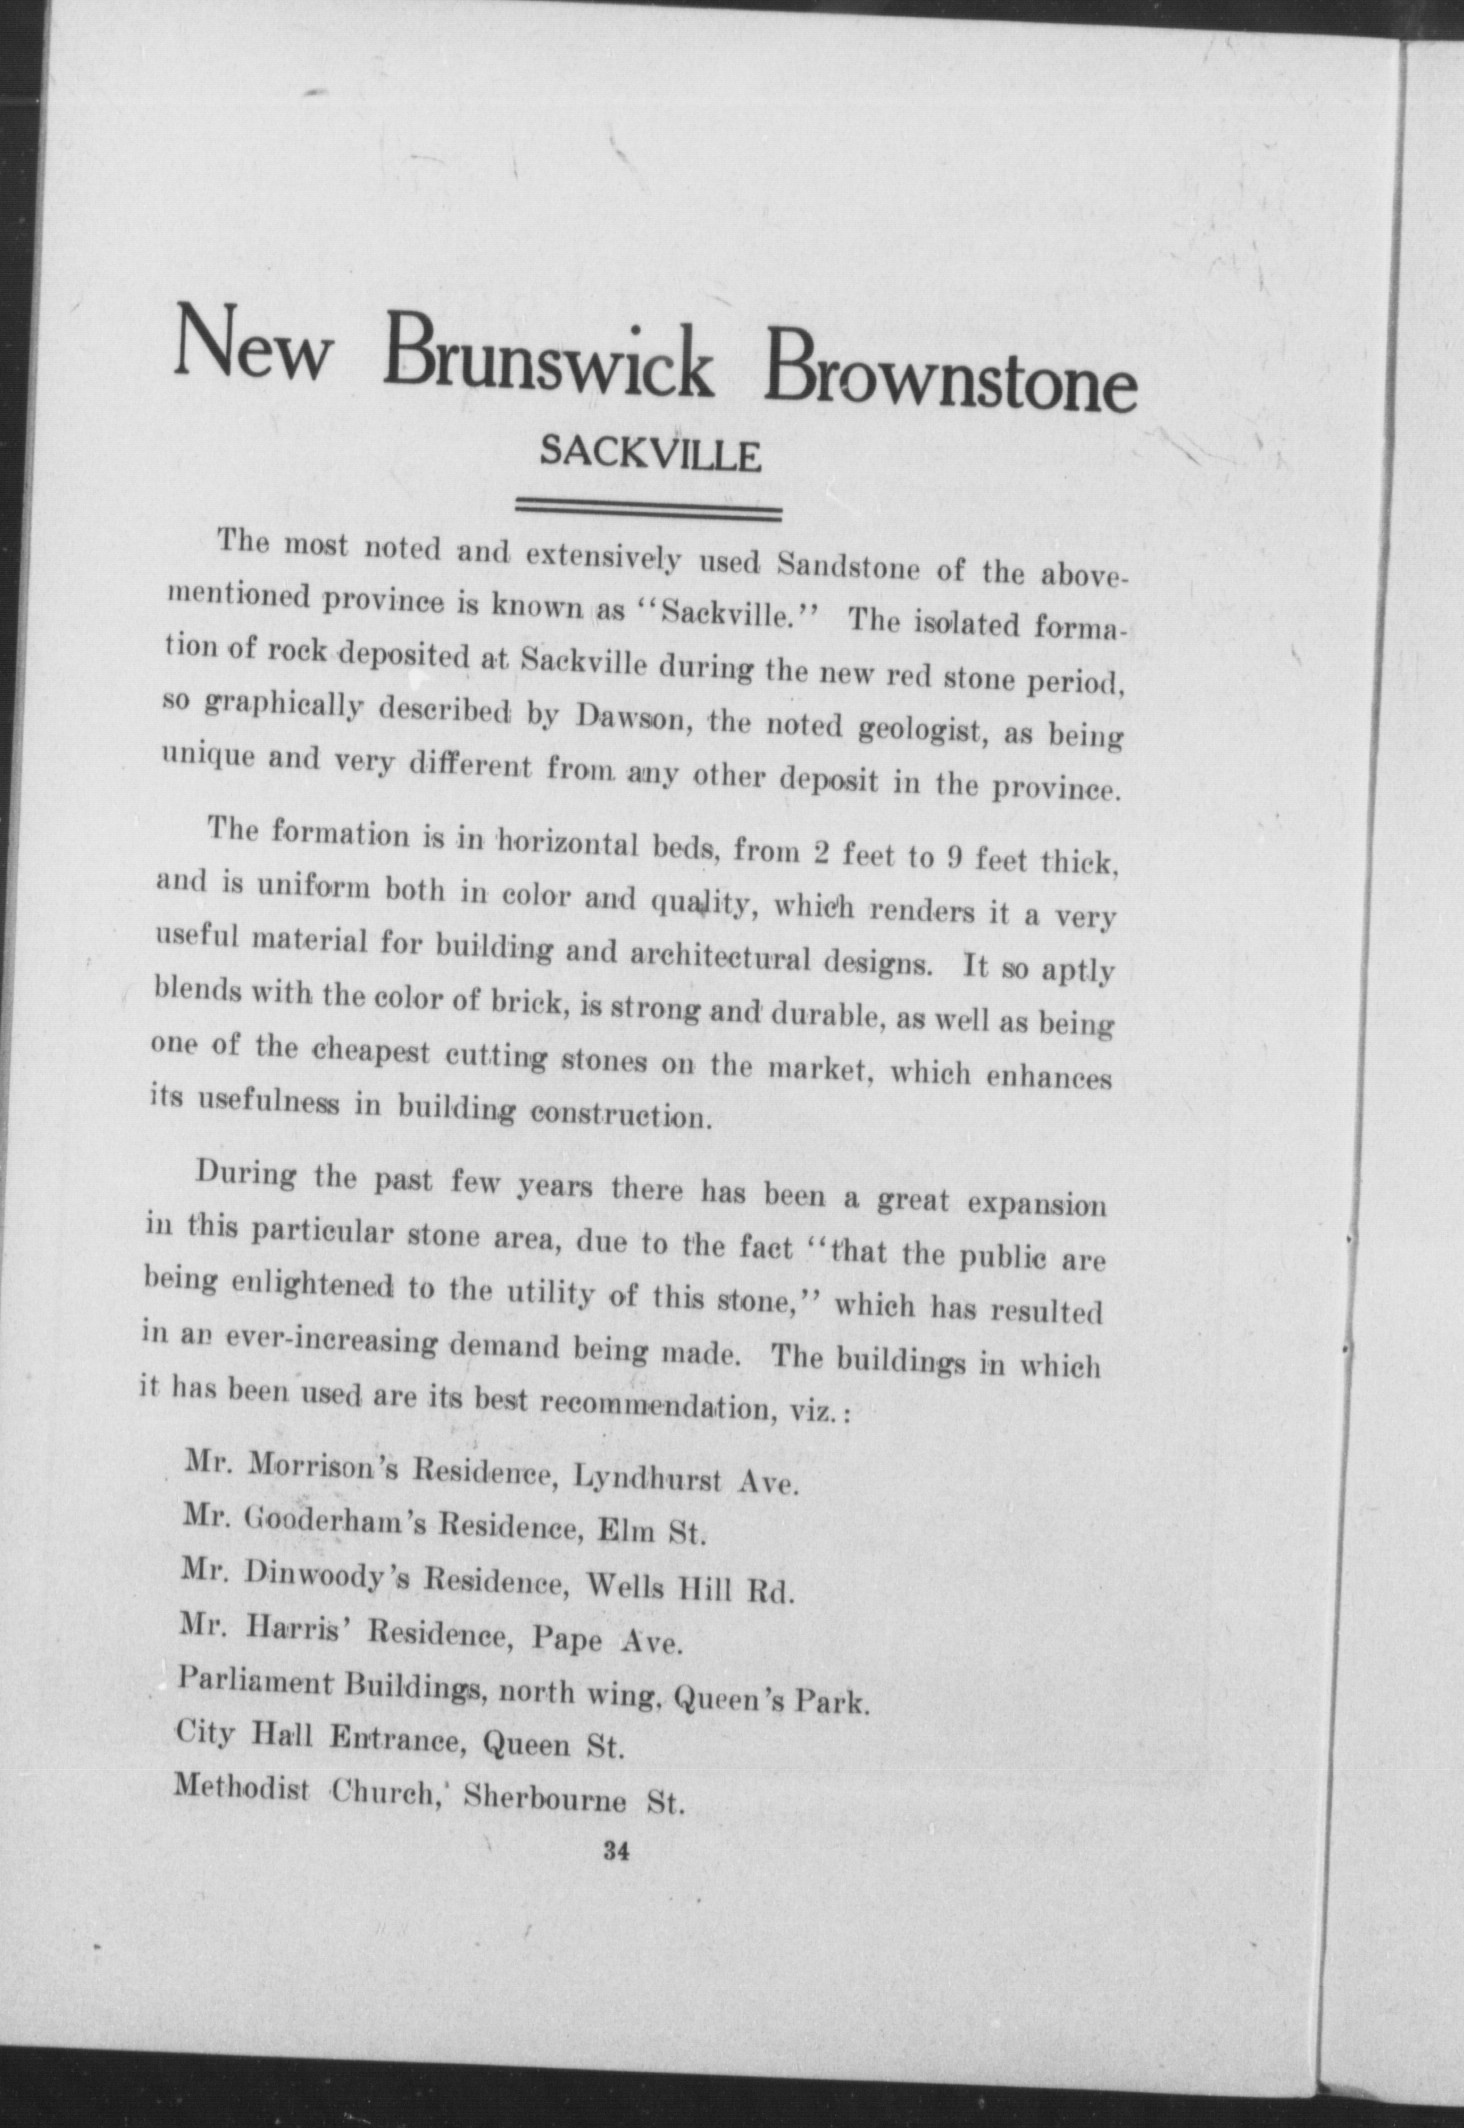 New Brunswick Brownstone
SACKVILLE
The most noted and extensively used Sandstone of the above-
mentioned province is known as "Sackville." The isolated forma-
tion of rock deposited at Sackville during the new red stone period,
so graphically described by Dawson, the noted geologist, as being
unique and very different from any other deposit in the province.
The formation is in horizontal beds, from 2 feet to 9 feet thick,
and is uniform both in color and quality, which renders it a very
useful material for building and architectural designs. It so aptly
blends with the color of brick, is strong and durable, as well as being
one of the cheapest cutting stones on the market, which enhances
its usefulness in building construction.
During the past few years there has been a great expansion
in this particular stone area, due to the fact "that the public are
being enlightened to the utility of this stone," which has resulted
in an ever-increasing demand being made. The buildings in which
it has been used are its best recommendation, viz.:
Mr. Morrison's Residence, Lyndhurst Ave.
Mr. Gooderham's Residence, Elm St.
Mr. Dinwoody's Residence, Wells Hill Rd.
Mr. Harris' Residence, Pape Ave.
Parliament Buildings, north wing, Queen's Park.
City Hall Entrance, Queen St.
Methodist Church, Sherbourne St.
34